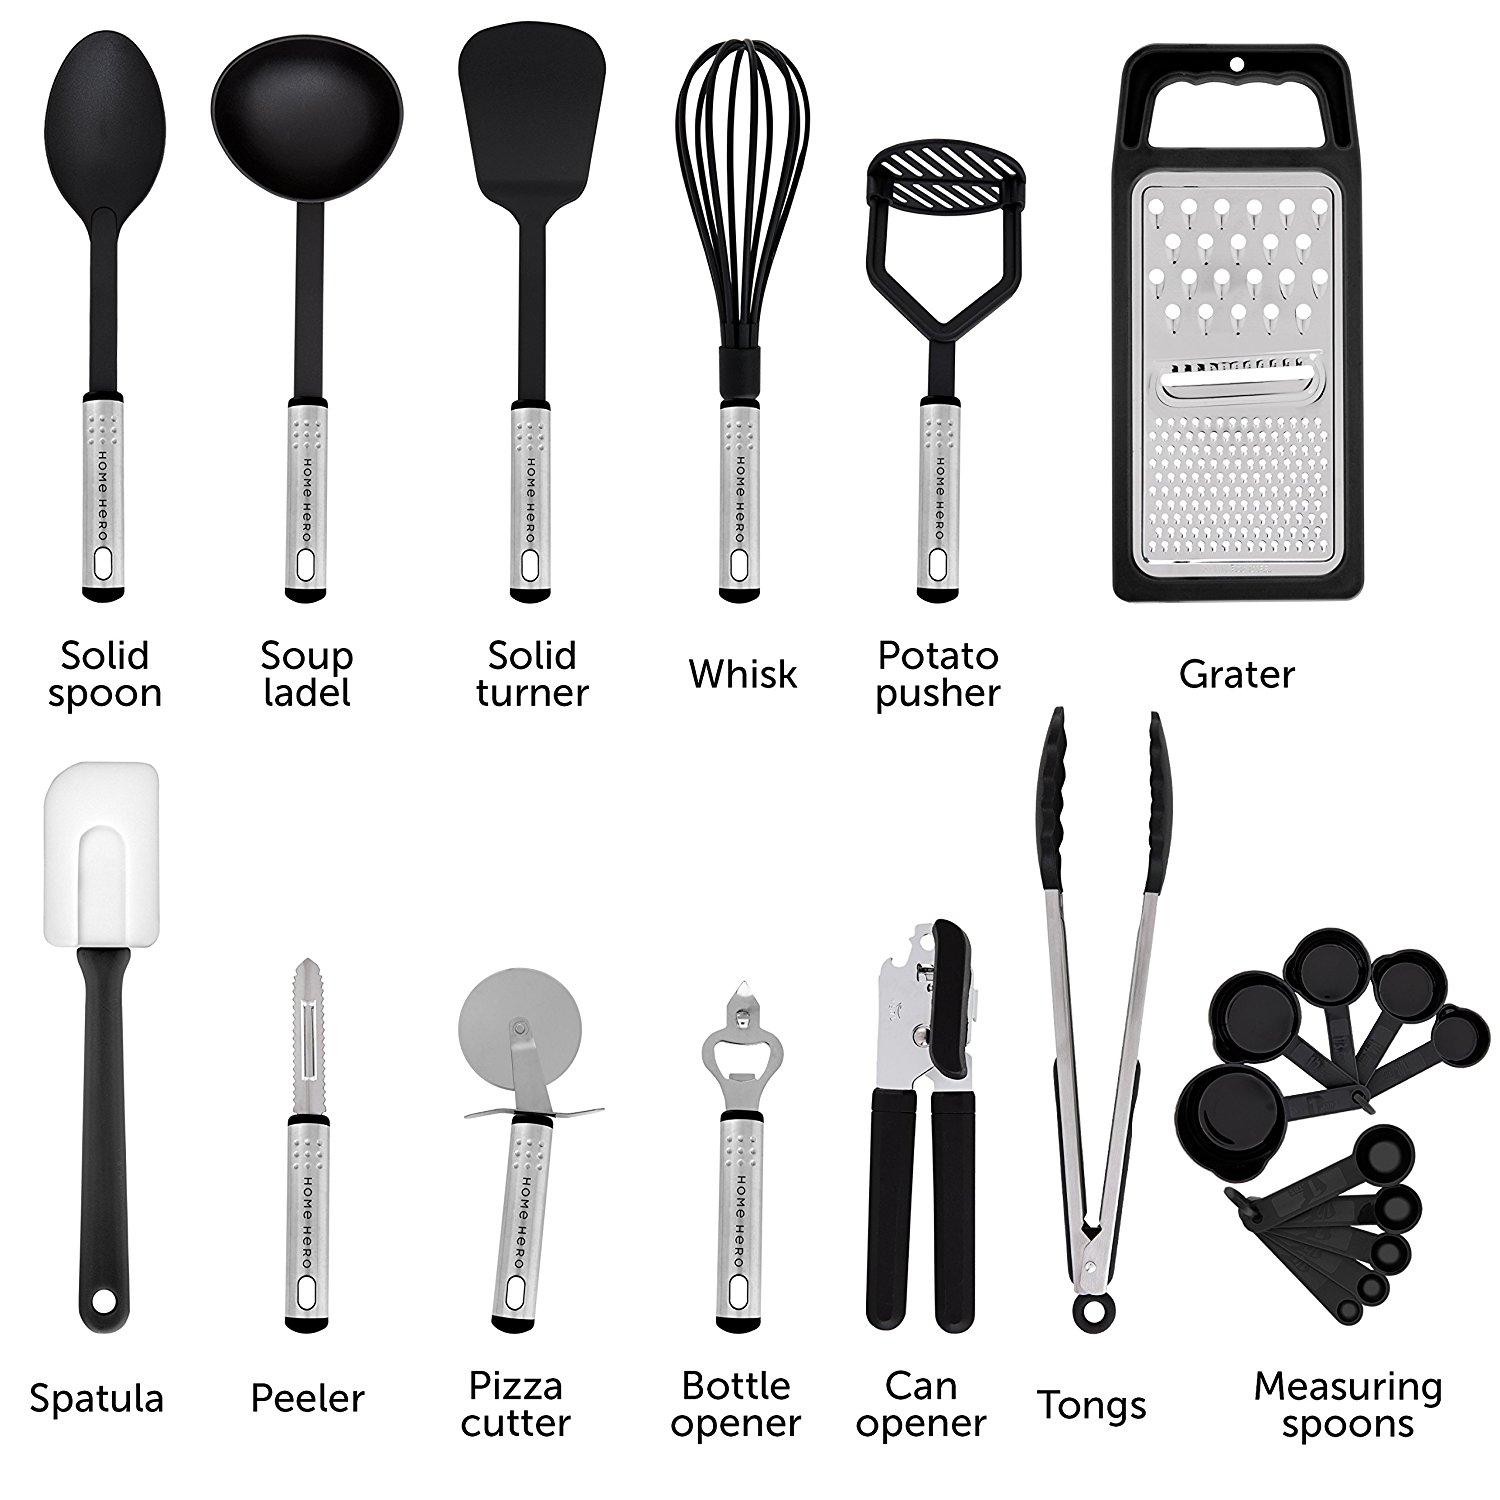 HOME HERO
HOME HERO
HOME HERO
HOME HERO
HOME HERO
Solid
spoon
Soup
ladel
Solid
turner
Whisk
Potato
pusher
Grater
HOME HERO
HOME HERO
HOME HERO
Spatula
Peeler
Pizza
cutter
Bottle
opener
Can
opener
Tongs
Measuring
spoons